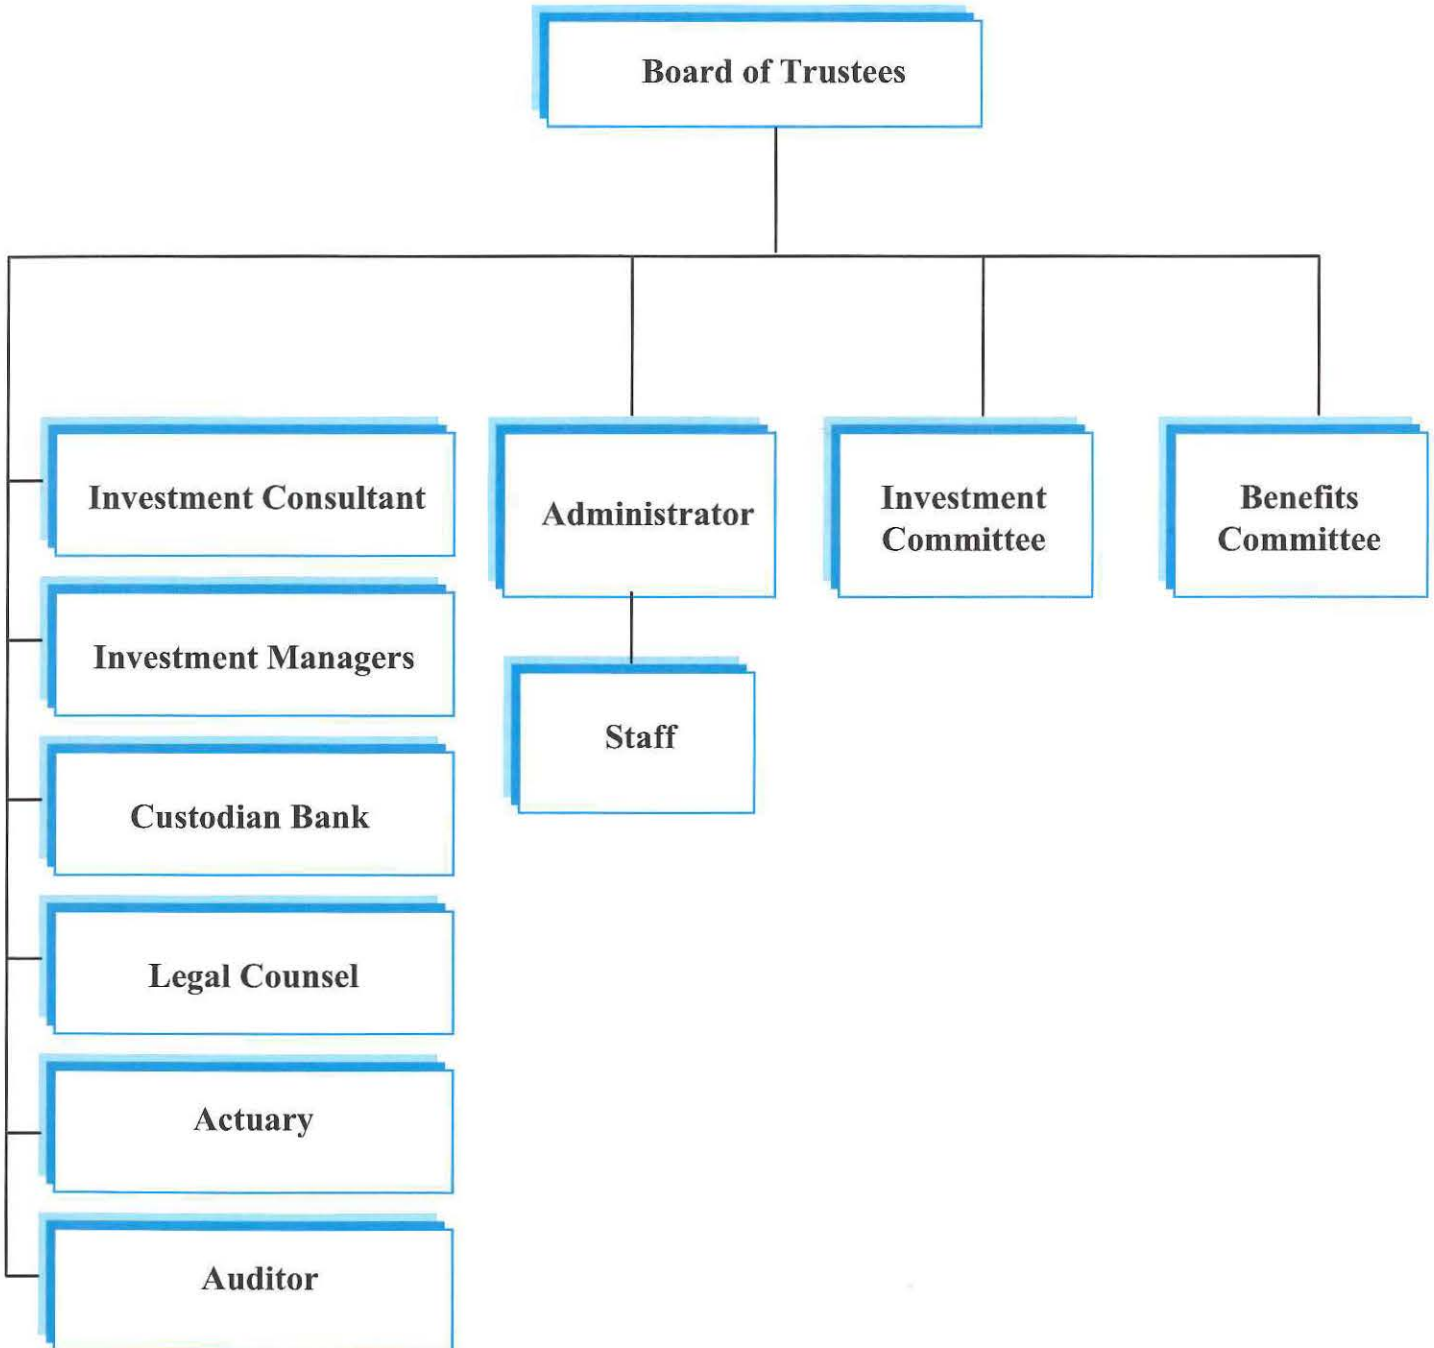 Board of Trustees
Investment Consultant
Administrator
Investment
Committee
Benefits
Committee
Investment Managers
Staff
Custodian Bank
Legal Counsel
Actuary
Auditor